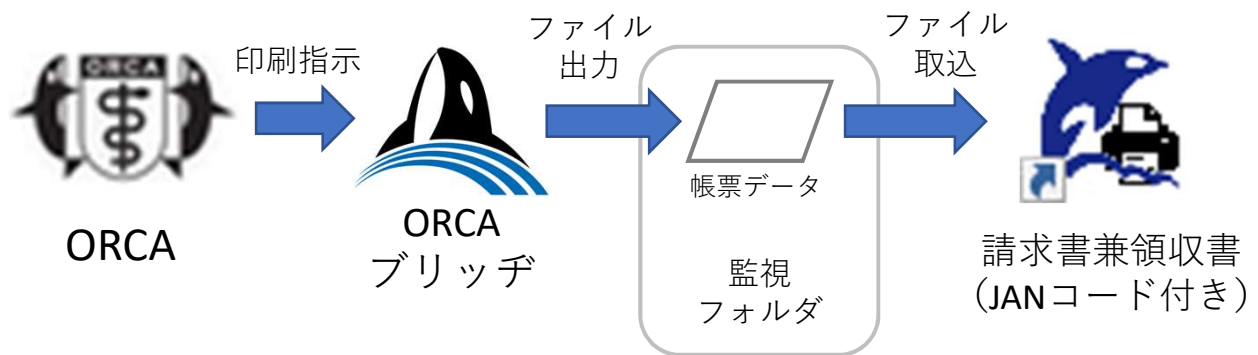 ORCA
ORCA
印刷指示
ORCA
ブリッヂ
ファイル
出力
帳票データ
監視
フォルダ
ファイル
取込
請求書兼領収書
（JANコード付き）